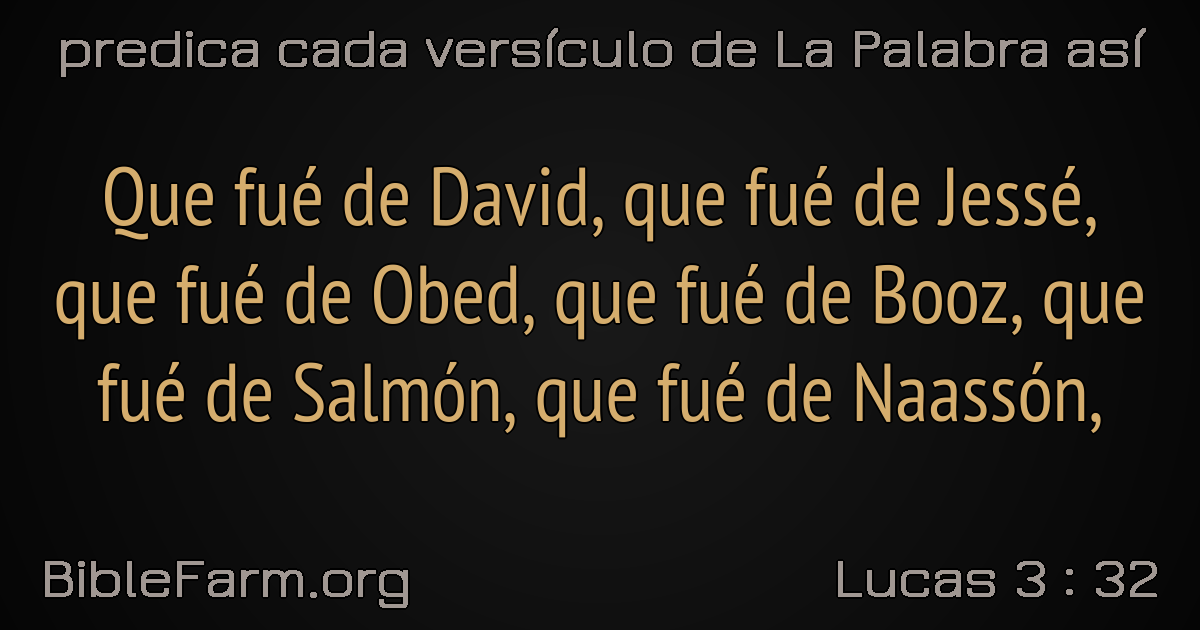 predica cada versículo de La Palabra así
Que fué de David, que fué de Jessé,
que fué de Obed, que fué de Booz, que
fué de Salmón, que fué de Naassón,
BibleFarm.org
Lucas 3 : 32